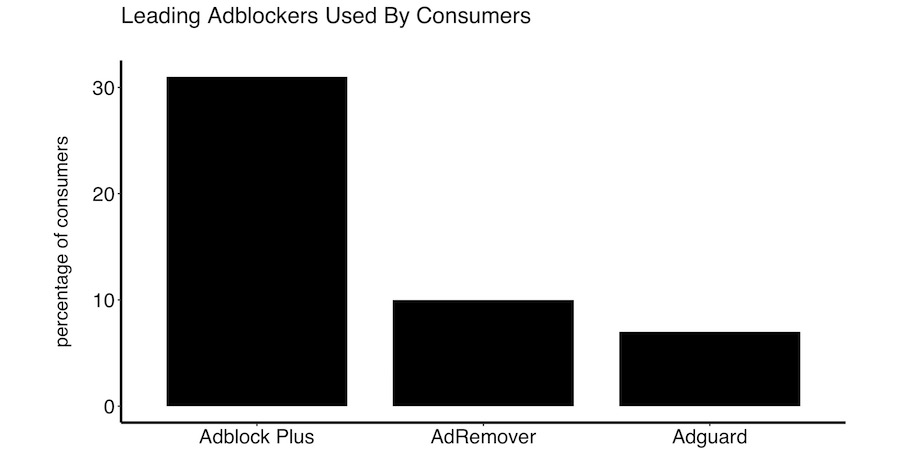 Leading Adblockers Used By Consumers
percentage of consumers
30
20
10
0
Adblock Plus
AdRemover
Adguard